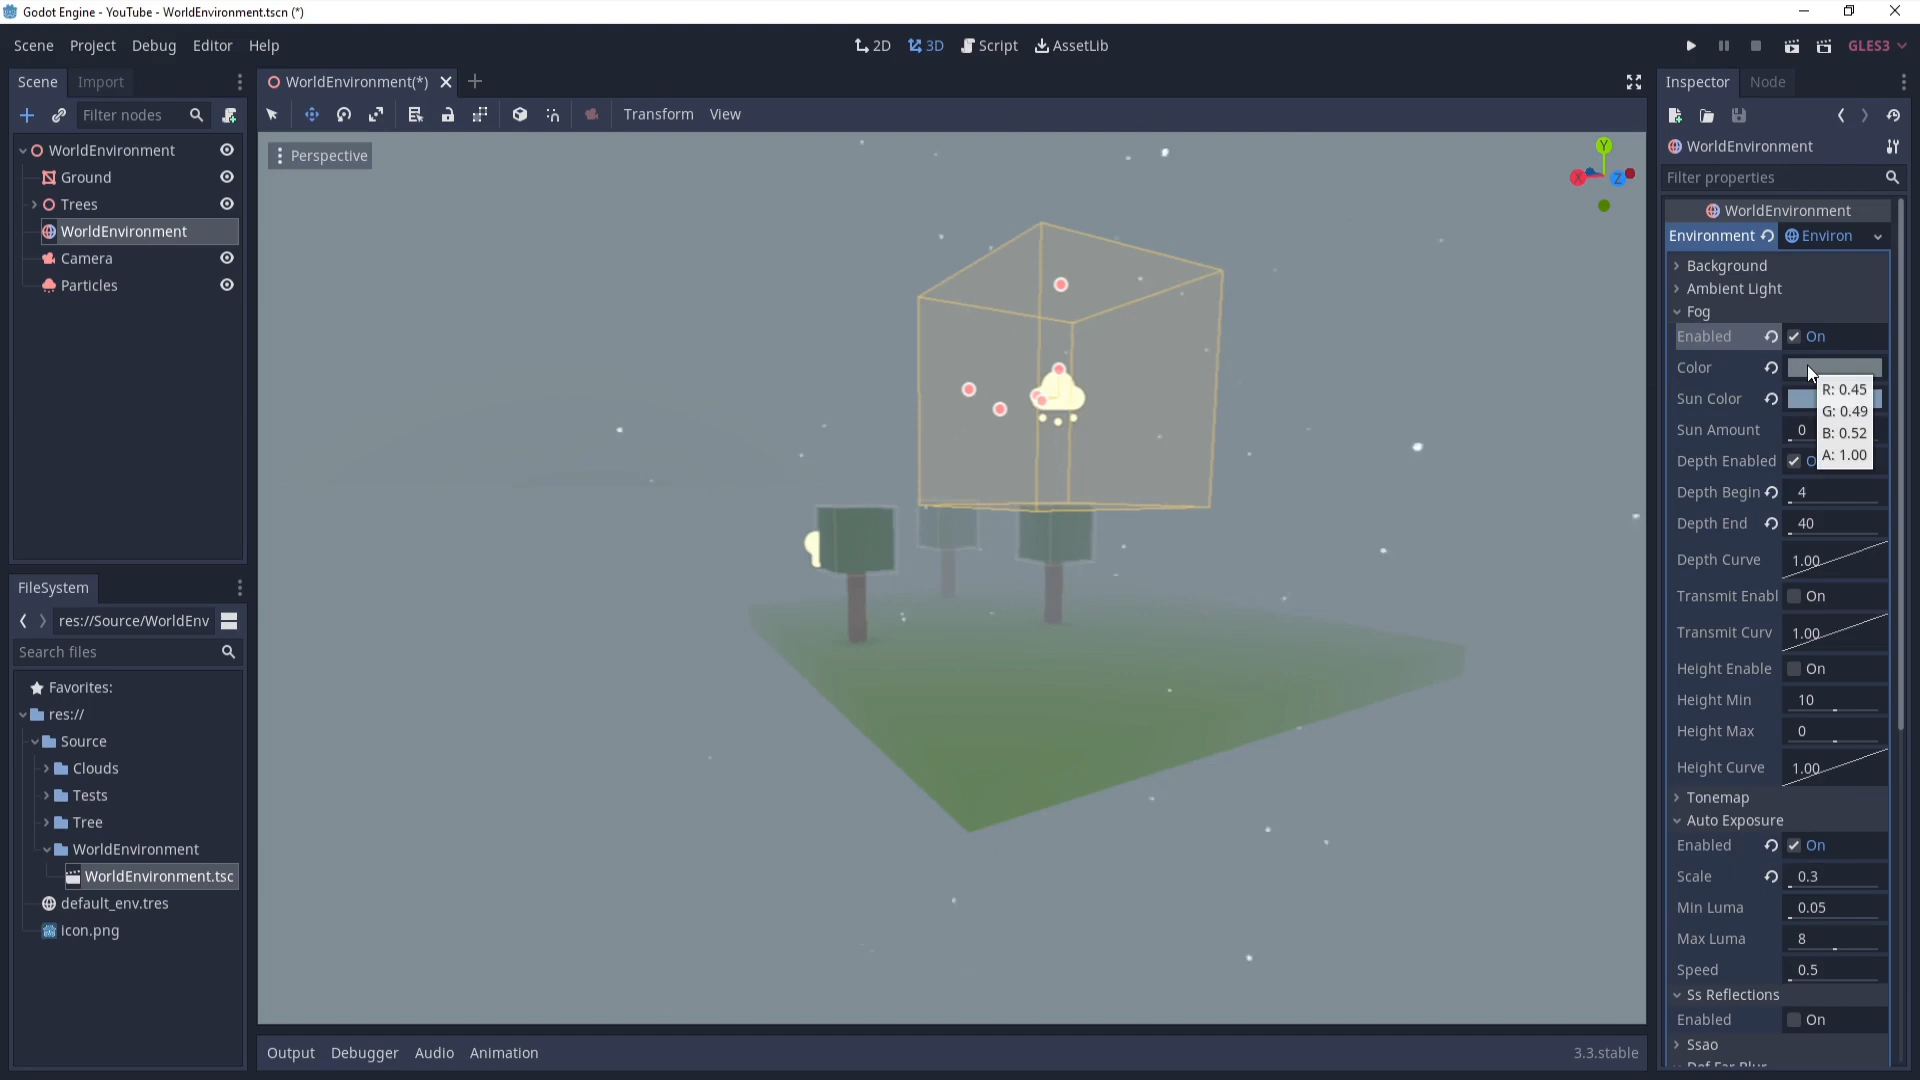 Godot Engine - YouTube - WorldEnvironment.tscn (*)
Scene Project Debug Editor Help
2D 3D Script AssetLib
GLES3
Scene Import
WorldEnvironment(*)
Inspector Node
Filter nodes
Transform View
WorldEnvironment
Ground
Trees
WorldEnvironment
Camera
Particles
Perspective
Y
X
Z
WorldEnvironment
Filter properties
WorldEnvironment
Environment Environ
Background
Ambient Light
Fog
Enabled On
Color
R: 0.45
G: 0.49
B: 0.52
A: 1.00
Sun Color
Sun Amount 0
Depth Enabled O
Depth Begin 4
Depth End 40
Depth Curve 1.00
Transmit Enabl On
Transmit Curv 1.00
Height Enable On
Height Min 10
Height Max 0
Height Curve 1.00
Tonemap
Auto Exposure
Enabled On
Scale 0.3
Min Luma 0.05
Max Luma 8
Speed 0.5
Ss Reflections
Enabled On
Ssao
FileSystem
res://Source/WorldEnv
Search files
Favorites:
res://
Source
Clouds
Tests
Tree
WorldEnvironment
WorldEnvironment.tsc
default_env.tres
icon.png
Output Debugger Audio Animation
3.3.stable